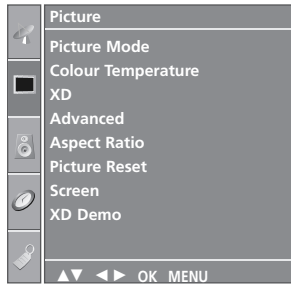 Picture
Picture Mode
Colour Temperature
XD
Advanced
Aspect Ratio
Picture Reset
Screen
XD Demo
▲▼ ◄► OK MENU